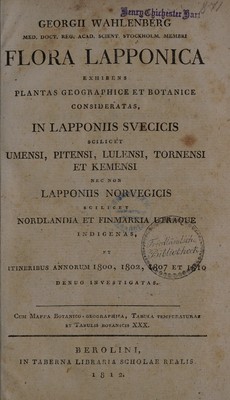 Henry Chichester Hart
GEORGII WAHLENBERG
MED. DOCT. REG. ACAD. SCIENT. STOCKHOLM. MEMBRI
FLORA LAPPONICA
EXHIBENS
PLANTAS GEOGRAPHICE ET BOTANICE
CONSIDERATAS,
IN LAPPONIIS SVECICIS
SCILICET
UMENSI, PITENSI, LULENSI, TORNENSI
ET KEMENSI
NEC NON
LAPPONIIS NORVEGICIS
SCILICET
NORDLANDIA ET FINMARKIA UTRAQUE
INDIGENAS,
ET
ITINERIBUS ANNORUM 1800, 1802, 1807 ET 1810
DENUO INVESTIGATAS.
CUM MAPPA BOTANICO-GEOGRAPHICA, TABULA TEMPERATURAE
ET TABULIS BOTANICIS XXX.
BEROLINI,
IN TABERNA LIBRARIA SCHOLAE REALIS
1812.